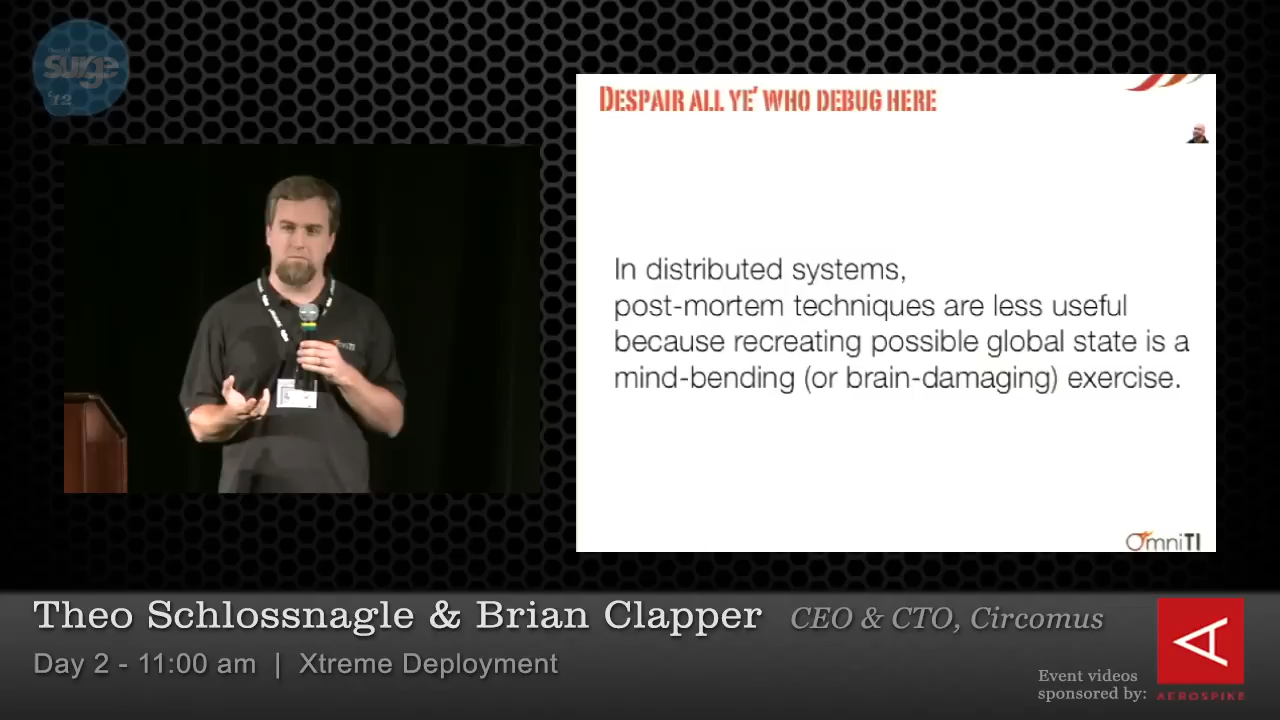 surge
'12
DESPAIR ALL YE' WHO DEBUG HERE
In distributed systems,
post-mortem techniques are less useful
because recreating possible global state is a
mind-bending (or brain-damaging) exercise.
OmniTI
Theo Schlossnagle & Brian Clapper CEO & CTO, Circomus
Day 2 - 11:00 am | Xtreme Deployment
Event videos
sponsored by:
AEROSPIKE